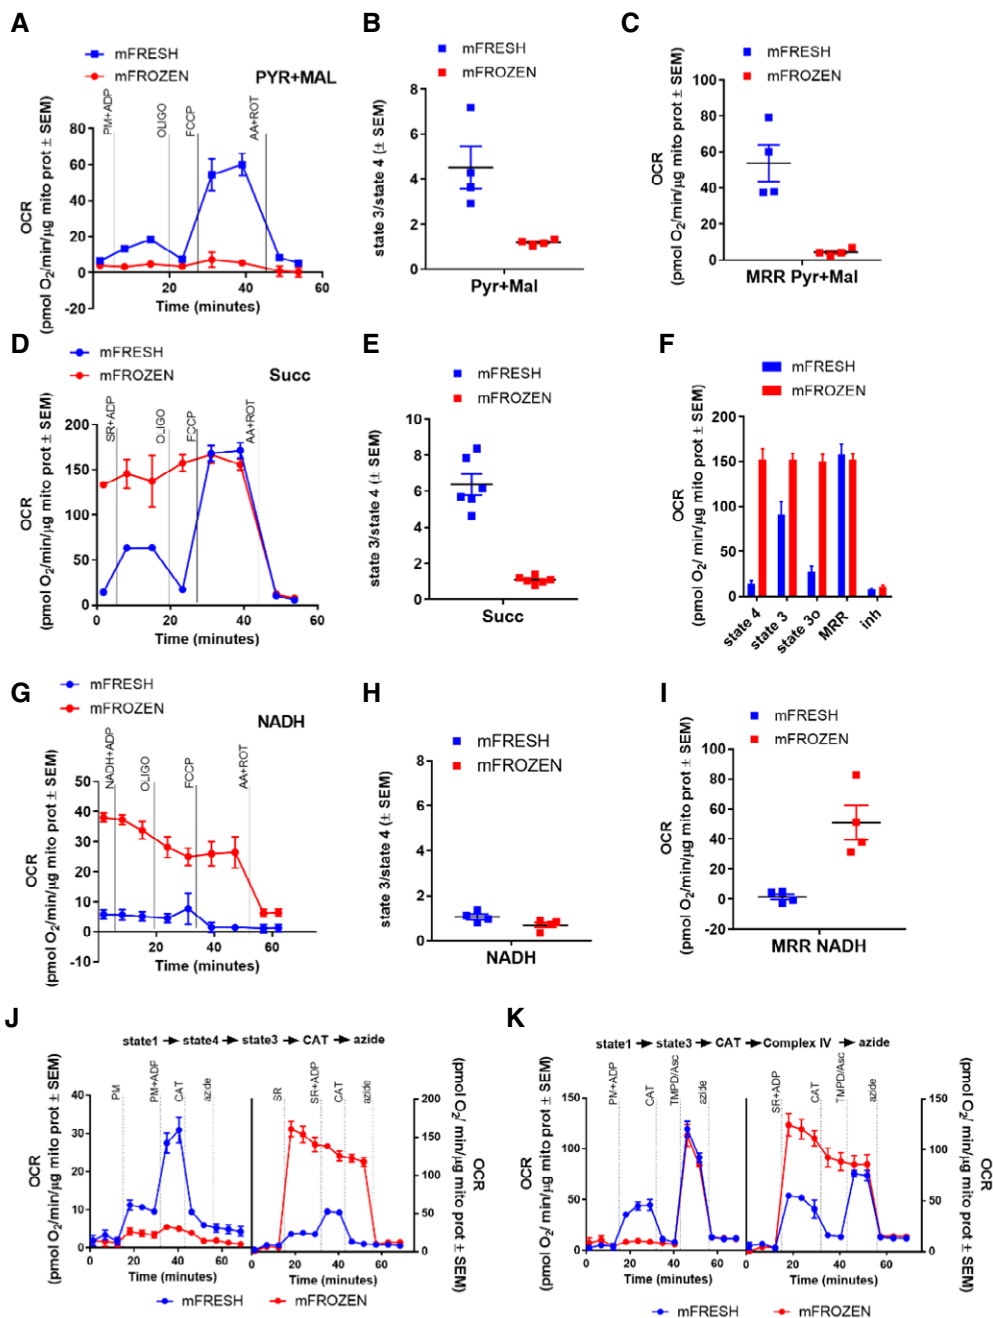 A
mFRESH
mFROZEN
PYR+MAL
PM+ADP
OLIGO
FCCP
AA+ROT
OCR
(pmol O2/min/µg mito prot ± SEM)
80
60
40
20
0
-20
20
40
60
Time (minutes)
B
mFRESH
mFROZEN
state 3/state 4 (± SEM)
8
6
4
2
0
Pyr+Mal
C
mFRESH
mFROZEN
OCR
(pmol O2/min/µg mito prot ± SEM)
100
80
60
40
20
0
MRR Pyr+Mal
D
mFRESH
mFROZEN
Succ
SR+ADP
OLIGO
FCCP
AA+ROT
OCR
(pmol O2/min/µg mito prot ± SEM)
200
150
100
50
0
0
20
40
60
Time (minutes)
E
mFRESH
mFROZEN
state 3/state 4 (± SEM)
10
8
6
4
2
0
Succ
F
mFRESH
mFROZEN
OCR
(pmol O2/ min/µg mito prot ± SEM)
200
150
100
50
0
state 4
state 3
state 3o
MRR
inh
G
mFRESH
mFROZEN
NADH
NADH+ADP
OLIGO
FCCP
AA+ROT
OCR
(pmol O2/min/µg mito prot ± SEM)
50
40
30
20
10
0
-10
20
40
60
Time (minutes)
H
mFRESH
mFROZEN
state 3/state 4 (± SEM)
8
6
4
2
0
NADH
I
mFRESH
mFROZEN
OCR
(pmol O2/min/µg mito prot ± SEM)
100
80
60
40
20
0
-20
MRR NADH
J
state1 → state4 → state3 → CAT → azide
PM
PM+ADP
CAT
azide
SR
SR+ADP
CAT
azide
OCR
(pmol O2/ min/µg mito prot ± SEM)
40
30
20
10
0
0
20
40
60
Time (minutes)
0
20
40
60
Time (minutes)
200
150
100
50
0
OCR
(pmol O2/ min/µg mito prot ± SEM)
mFRESH
mFROZEN
K
state1 → state3 → CAT → Complex IV → azide
PM+ADP
CAT
TMPD/Asc
azide
SR+ADP
CAT
TMPD/Asc
azide
OCR
(pmol O2/ min/µg mito prot ± SEM)
150
100
50
0
0
20
40
60
Time (minutes)
0
20
40
60
Time (minutes)
150
100
50
0
OCR
(pmol O2/ min/µg mito prot ± SEM)
mFRESH
mFROZEN